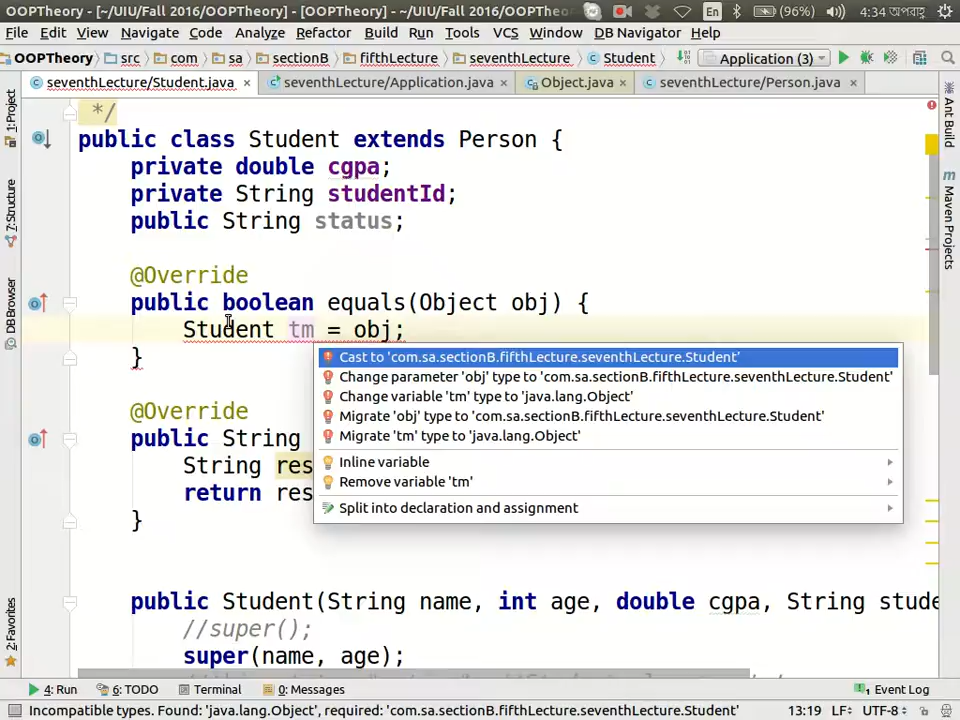 OOPTheory - [~/UIU/Fall 2016/OOPTheory] - [OOPTheory] - ~/UIU/Fall 2016/OOPTheory/... En (96%) 4:34 অপরাহ্ণ
File Edit View Navigate Code Analyze Refactor Build Run Tools VCS Window DB Navigator Help
OOPTheory src com sa sectionB fifthLecture seventhLecture Student Application (3)
seventhLecture/Student.java seventhLecture/Application.java Object.java seventhLecture/Person.java
*/
public class Student extends Person {
private double cgpa;
private String studentId;
public String status;
@Override
public boolean equals(Object obj) {
Student tm = obj;
}
Cast to 'com.sa.sectionB.fifthLecture.seventhLecture.Student'
Change parameter 'obj' type to 'com.sa.sectionB.fifthLecture.seventhLecture.Student'
Change variable 'tm' type to 'java.lang.Object'
Migrate 'obj' type to 'com.sa.sectionB.fifthLecture.seventhLecture.Student'
Migrate 'tm' type to 'java.lang.Object'
Inline variable
Remove variable 'tm'
Split into declaration and assignment
@Override
public String
String res
return res
}
public Student(String name, int age, double cgpa, String stude
//super();
super(name, age);
1: Project
7: Structure
DB Browser
2: Favorites
Ant Build
Maven Projects
4: Run 6: TODO Terminal 0: Messages 1 Event Log
Incompatible types. Found: 'java.lang.Object', required: 'com.sa.sectionB.fifthLecture.seventhLecture.Student' 13:19 LF UTF-8